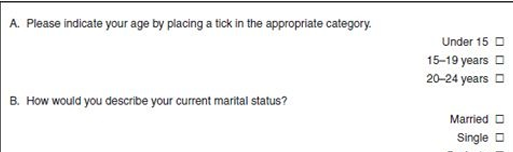 A. Please indicate your age by placing a tick in the appropriate category.
Under 15 □
15–19 years □
20–24 years □
B. How would you describe your current marital status?
Married □
Single □